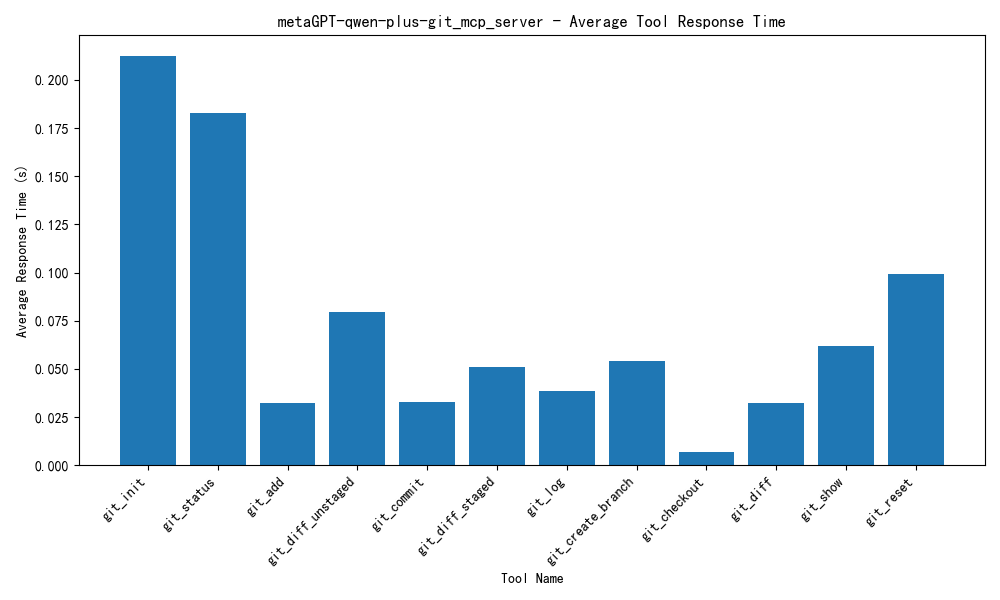 metaGPT-qwen-plus-git_mcp_server - Average Tool Response Time
Average Response Time (s)
0.200
0.175
0.150
0.125
0.100
0.075
0.050
0.025
0.000
git_init
git_status
git_add
git_diff_unstaged
git_commit
git_diff_staged
git_log
git_create_branch
git_checkout
git_diff
git_show
git_reset
Tool Name